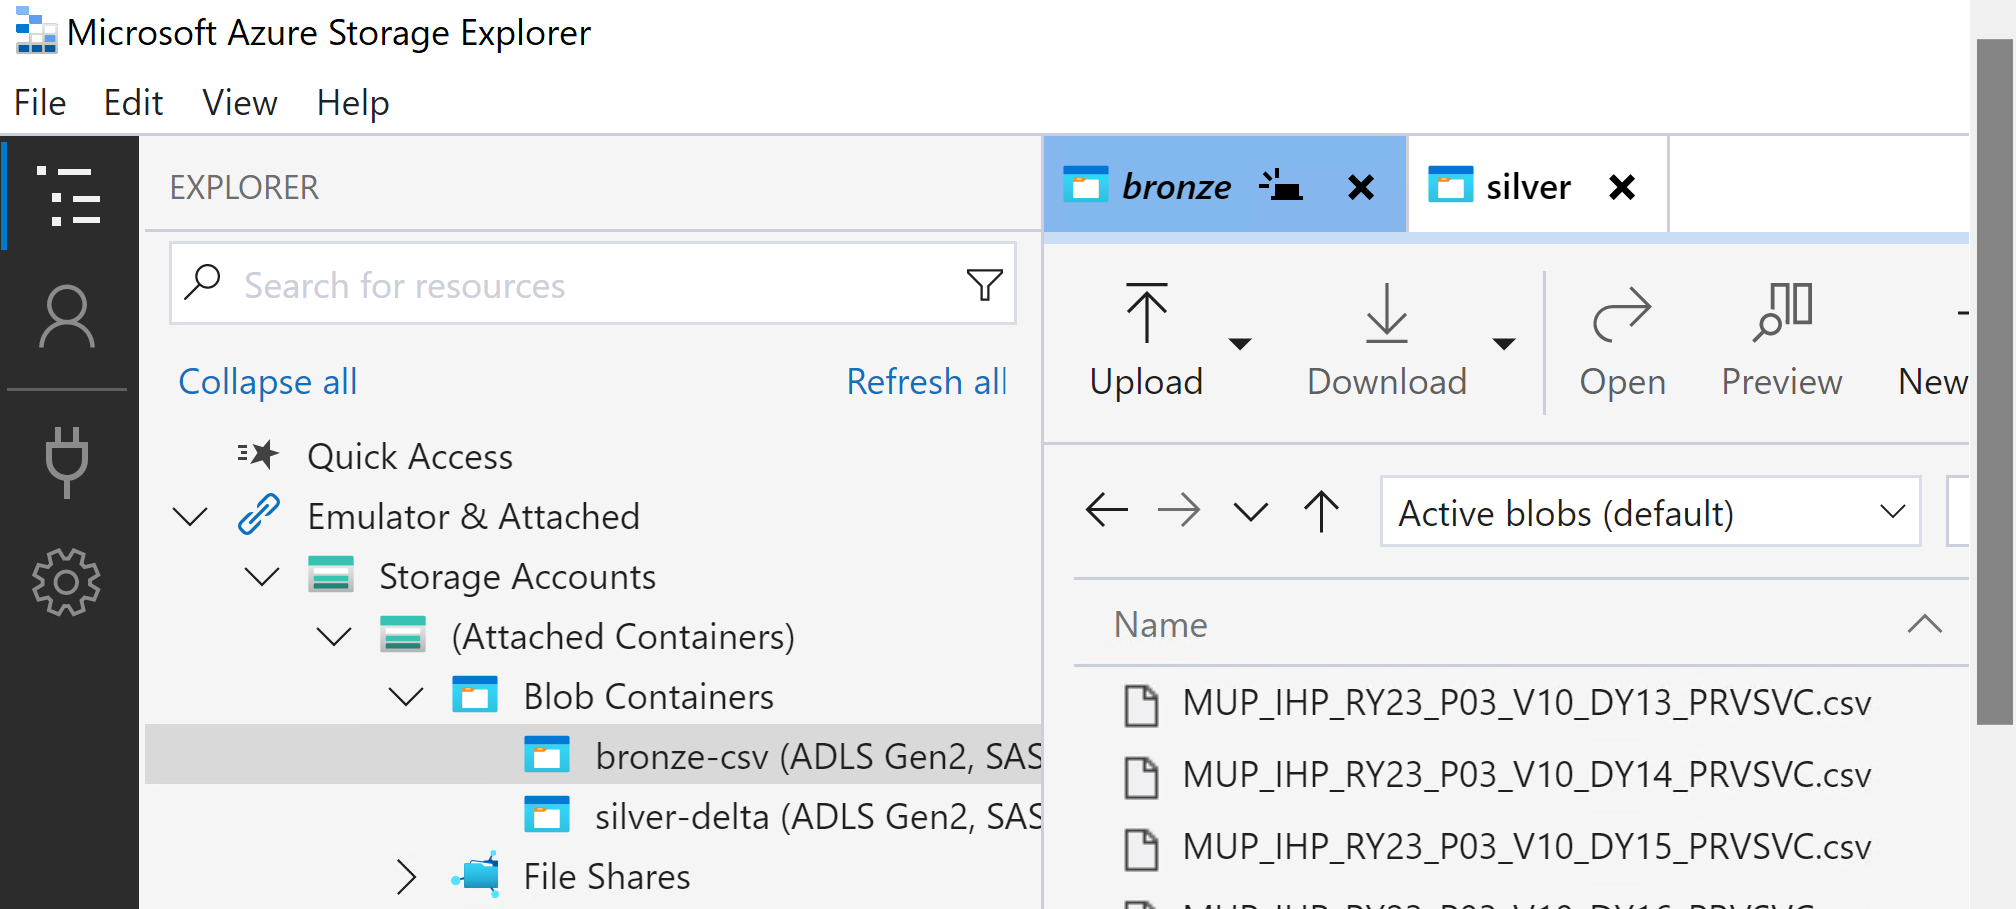 Microsoft Azure Storage Explorer
File Edit View Help
EXPLORER
Search for resources
Collapse all Refresh all
Quick Access
Emulator & Attached
Storage Accounts
(Attached Containers)
Blob Containers
bronze-csv (ADLS Gen2, SAS
silver-delta (ADLS Gen2, SAS
File Shares
bronze silver
Upload Download Open Preview New
Active blobs (default)
Name
MUP_IHP_RY23_P03_V10_DY13_PRVSVC.csv
MUP_IHP_RY23_P03_V10_DY14_PRVSVC.csv
MUP_IHP_RY23_P03_V10_DY15_PRVSVC.csv